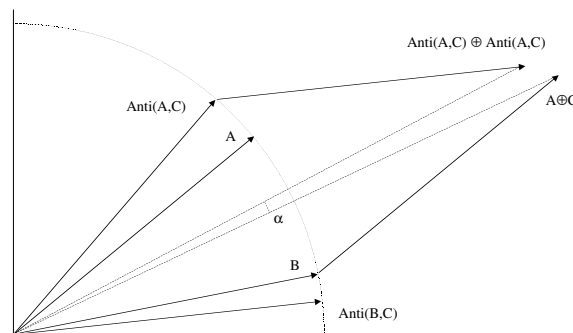 Anti(A,C) ⊕ Anti(A,C)
A⊕C
Anti(A,C)
A
α
B
Anti(B,C)